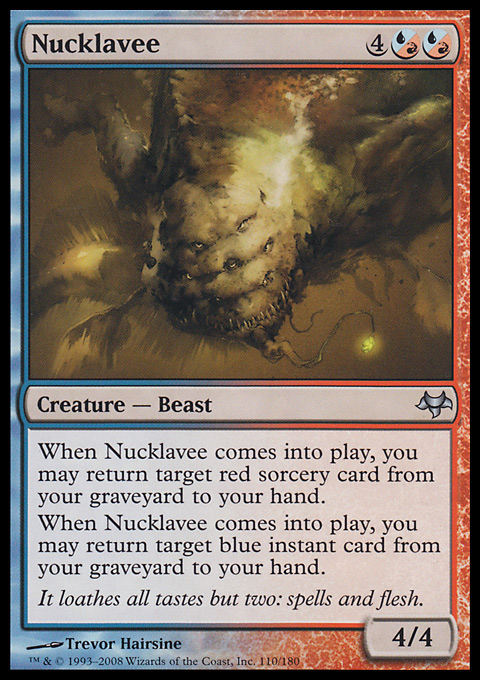 Nucklavee 4
Creature — Beast
When Nucklavee comes into play, you
may return target red sorcery card from
your graveyard to your hand.
When Nucklavee comes into play, you
may return target blue instant card from
your graveyard to your hand.
It loathes all tastes but two: spells and flesh.
Trevor Hairsine
4/4
™ & © 1993–2008 Wizards of the Coast, Inc. 110/180